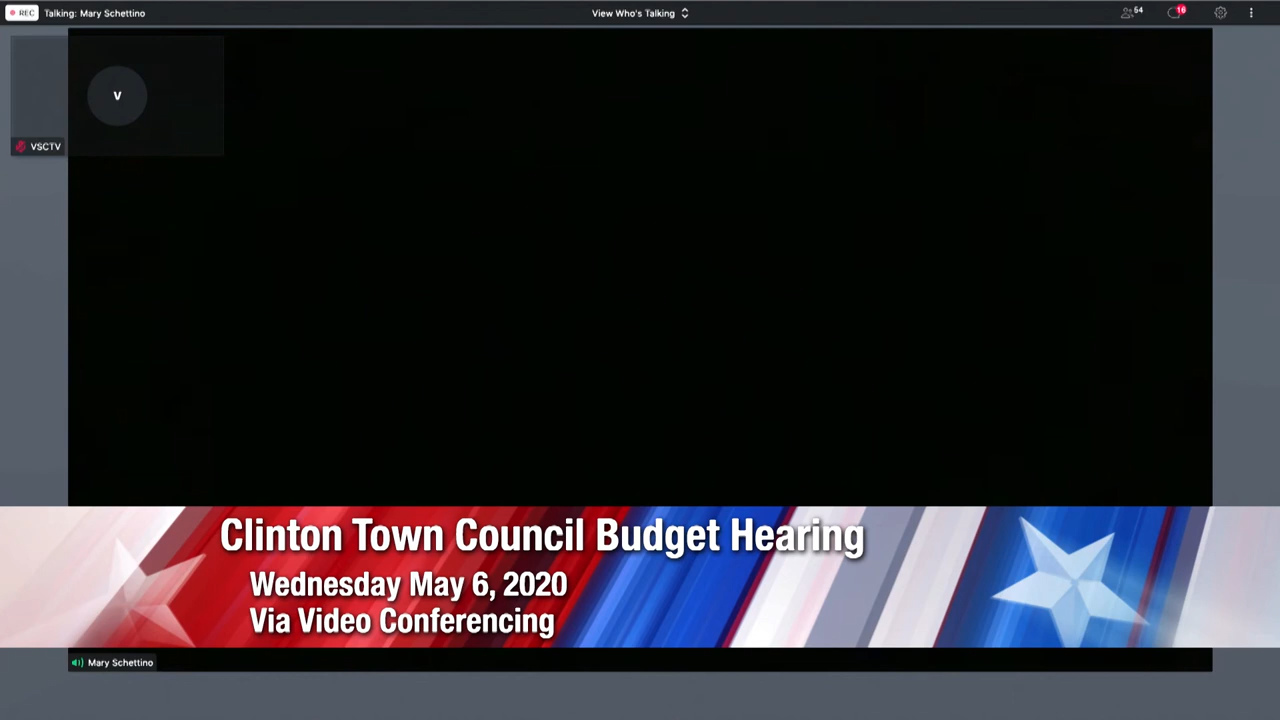 REC
Talking: Mary Schettino
View Who's Talking
54
16
V
VSCTV
Clinton Town Council Budget Hearing
Wednesday May 6, 2020
Via Video Conferencing
Mary Schettino